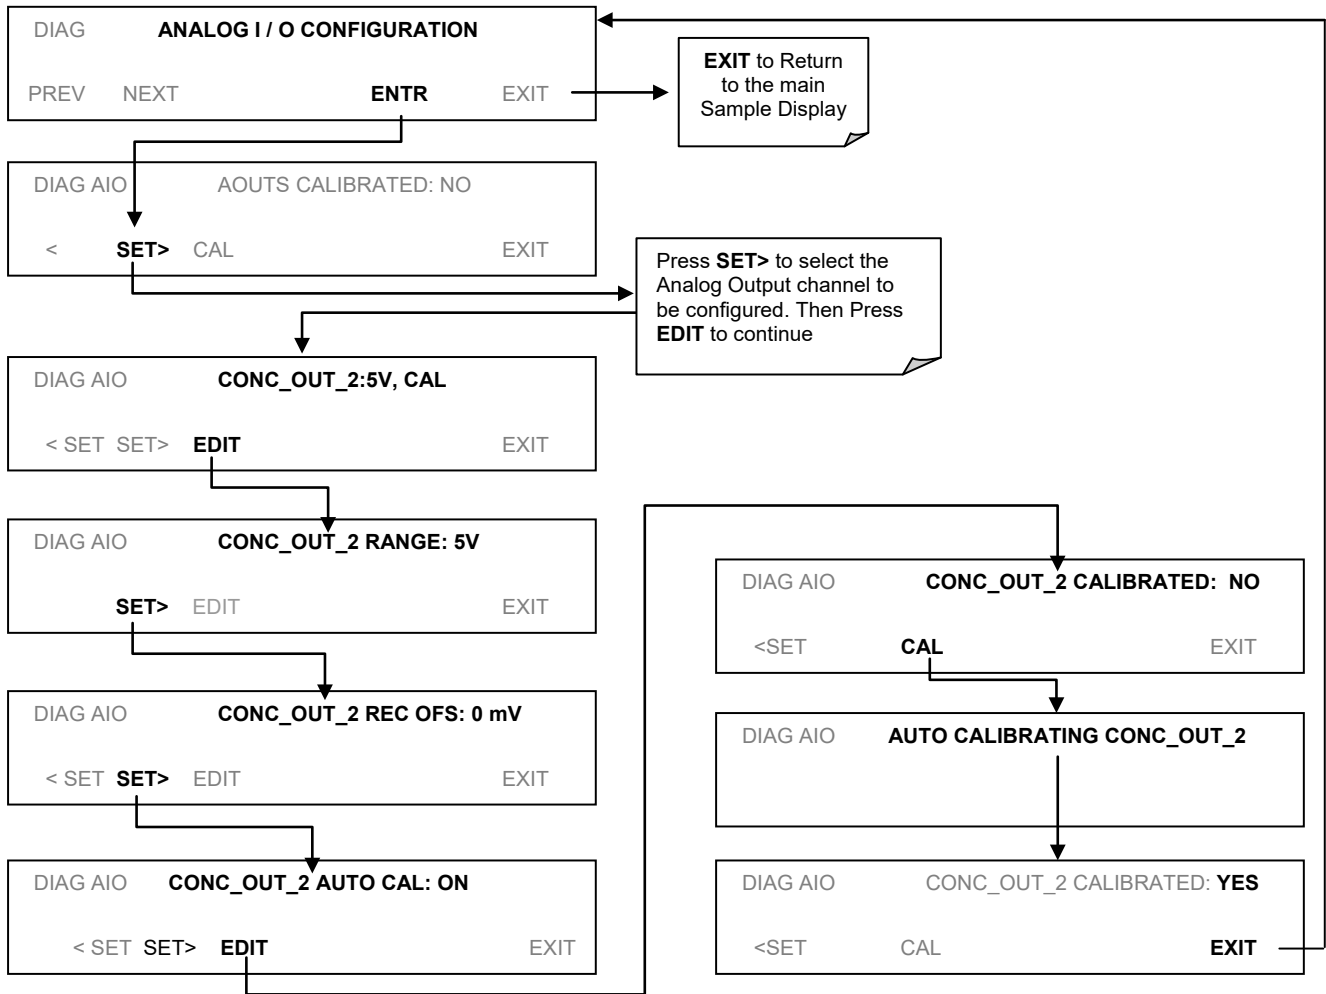 DIAG ANALOG I / O CONFIGURATION
PREV NEXT ENTR EXIT
EXIT to Return
to the main
Sample Display
DIAG AIO AOUTS CALIBRATED: NO
< SET> CAL EXIT
Press SET> to select the
Analog Output channel to
be configured. Then Press
EDIT to continue
DIAG AIO CONC_OUT_2:5V, CAL
< SET SET> EDIT EXIT
DIAG AIO CONC_OUT_2 RANGE: 5V
SET> EDIT EXIT
DIAG AIO CONC_OUT_2 REC OFS: 0 mV
< SET SET> EDIT EXIT
DIAG AIO CONC_OUT_2 AUTO CAL: ON
< SET SET> EDIT EXIT
DIAG AIO CONC_OUT_2 CALIBRATED: NO
<SET CAL EXIT
DIAG AIO AUTO CALIBRATING CONC_OUT_2
DIAG AIO CONC_OUT_2 CALIBRATED: YES
<SET CAL EXIT